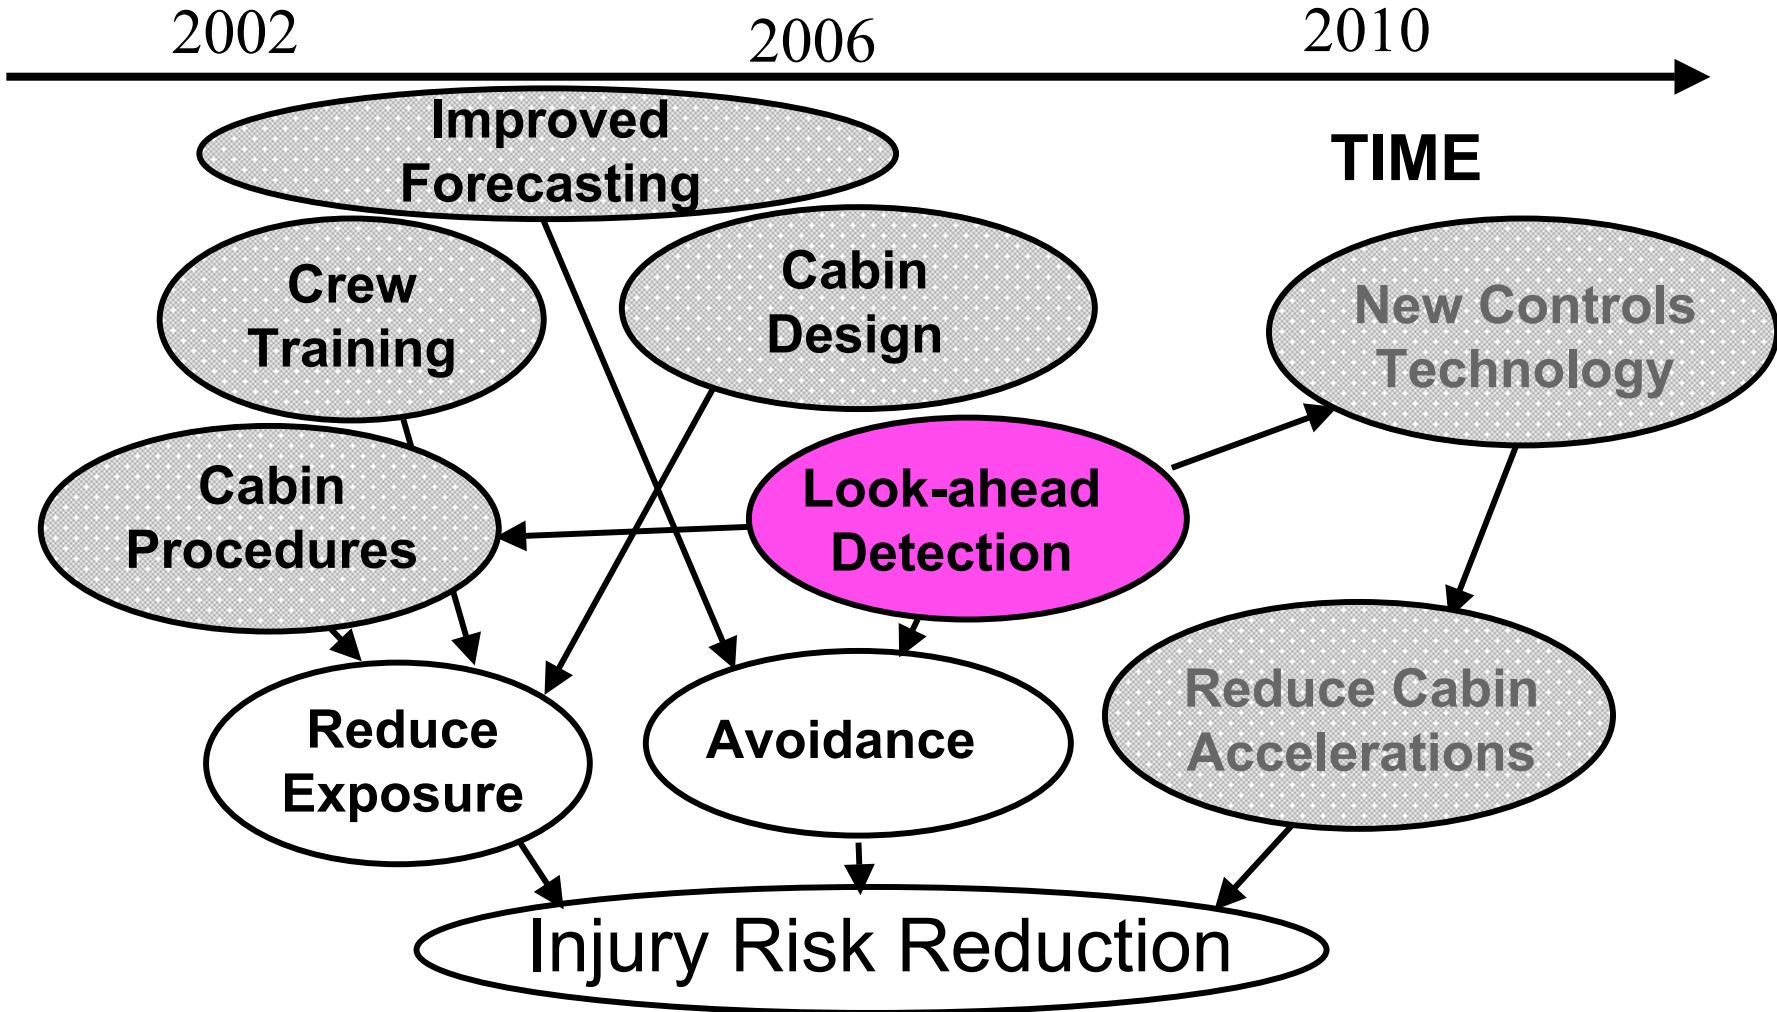 2002
2006
2010
TIME
Improved
Forecasting
Crew
Training
Cabin
Design
New Controls
Technology
Cabin
Procedures
Look-ahead
Detection
Reduce
Exposure
Avoidance
Reduce Cabin
Accelerations
Injury Risk Reduction